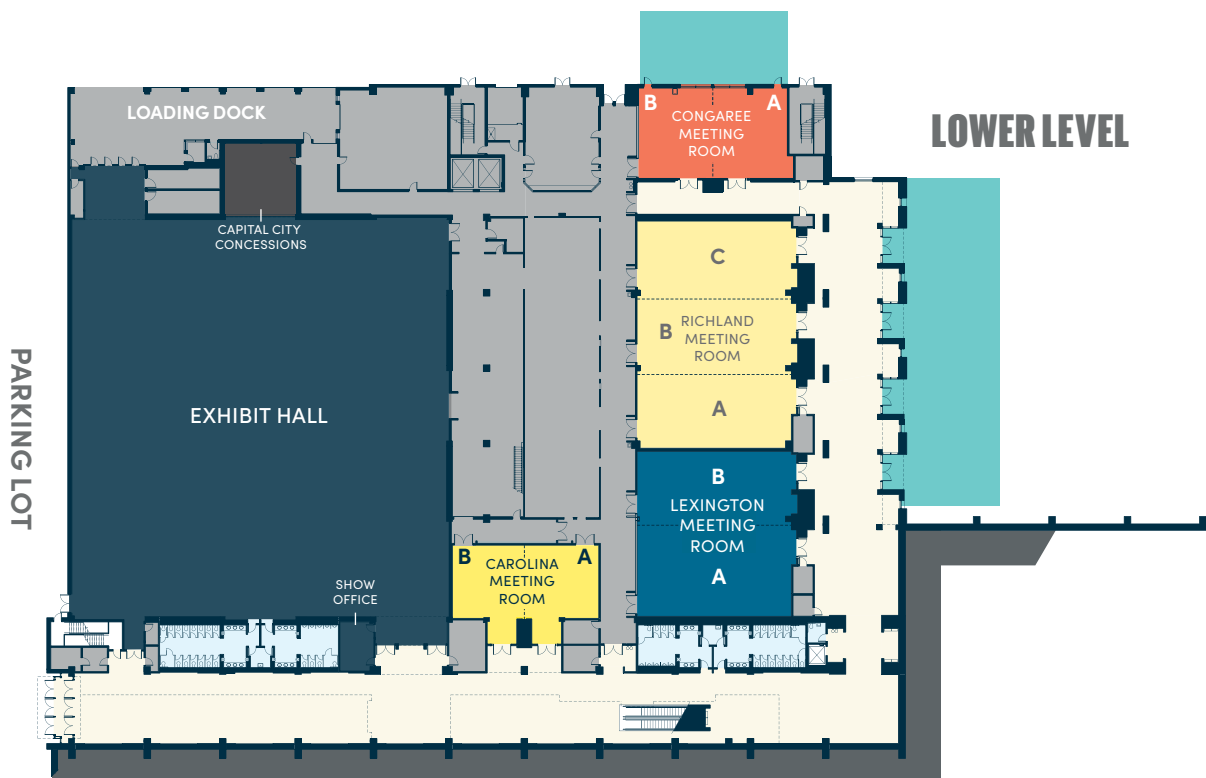 LOADING DOCK
B
A
CONGAREE
MEETING
ROOM
LOWER LEVEL
CAPITAL CITY
CONCESSIONS
C
B
RICHLAND
MEETING
ROOM
A
PARKING LOT
EXHIBIT HALL
B
LEXINGTON
MEETING
ROOM
A
B
A
CAROLINA
MEETING
ROOM
SHOW
OFFICE